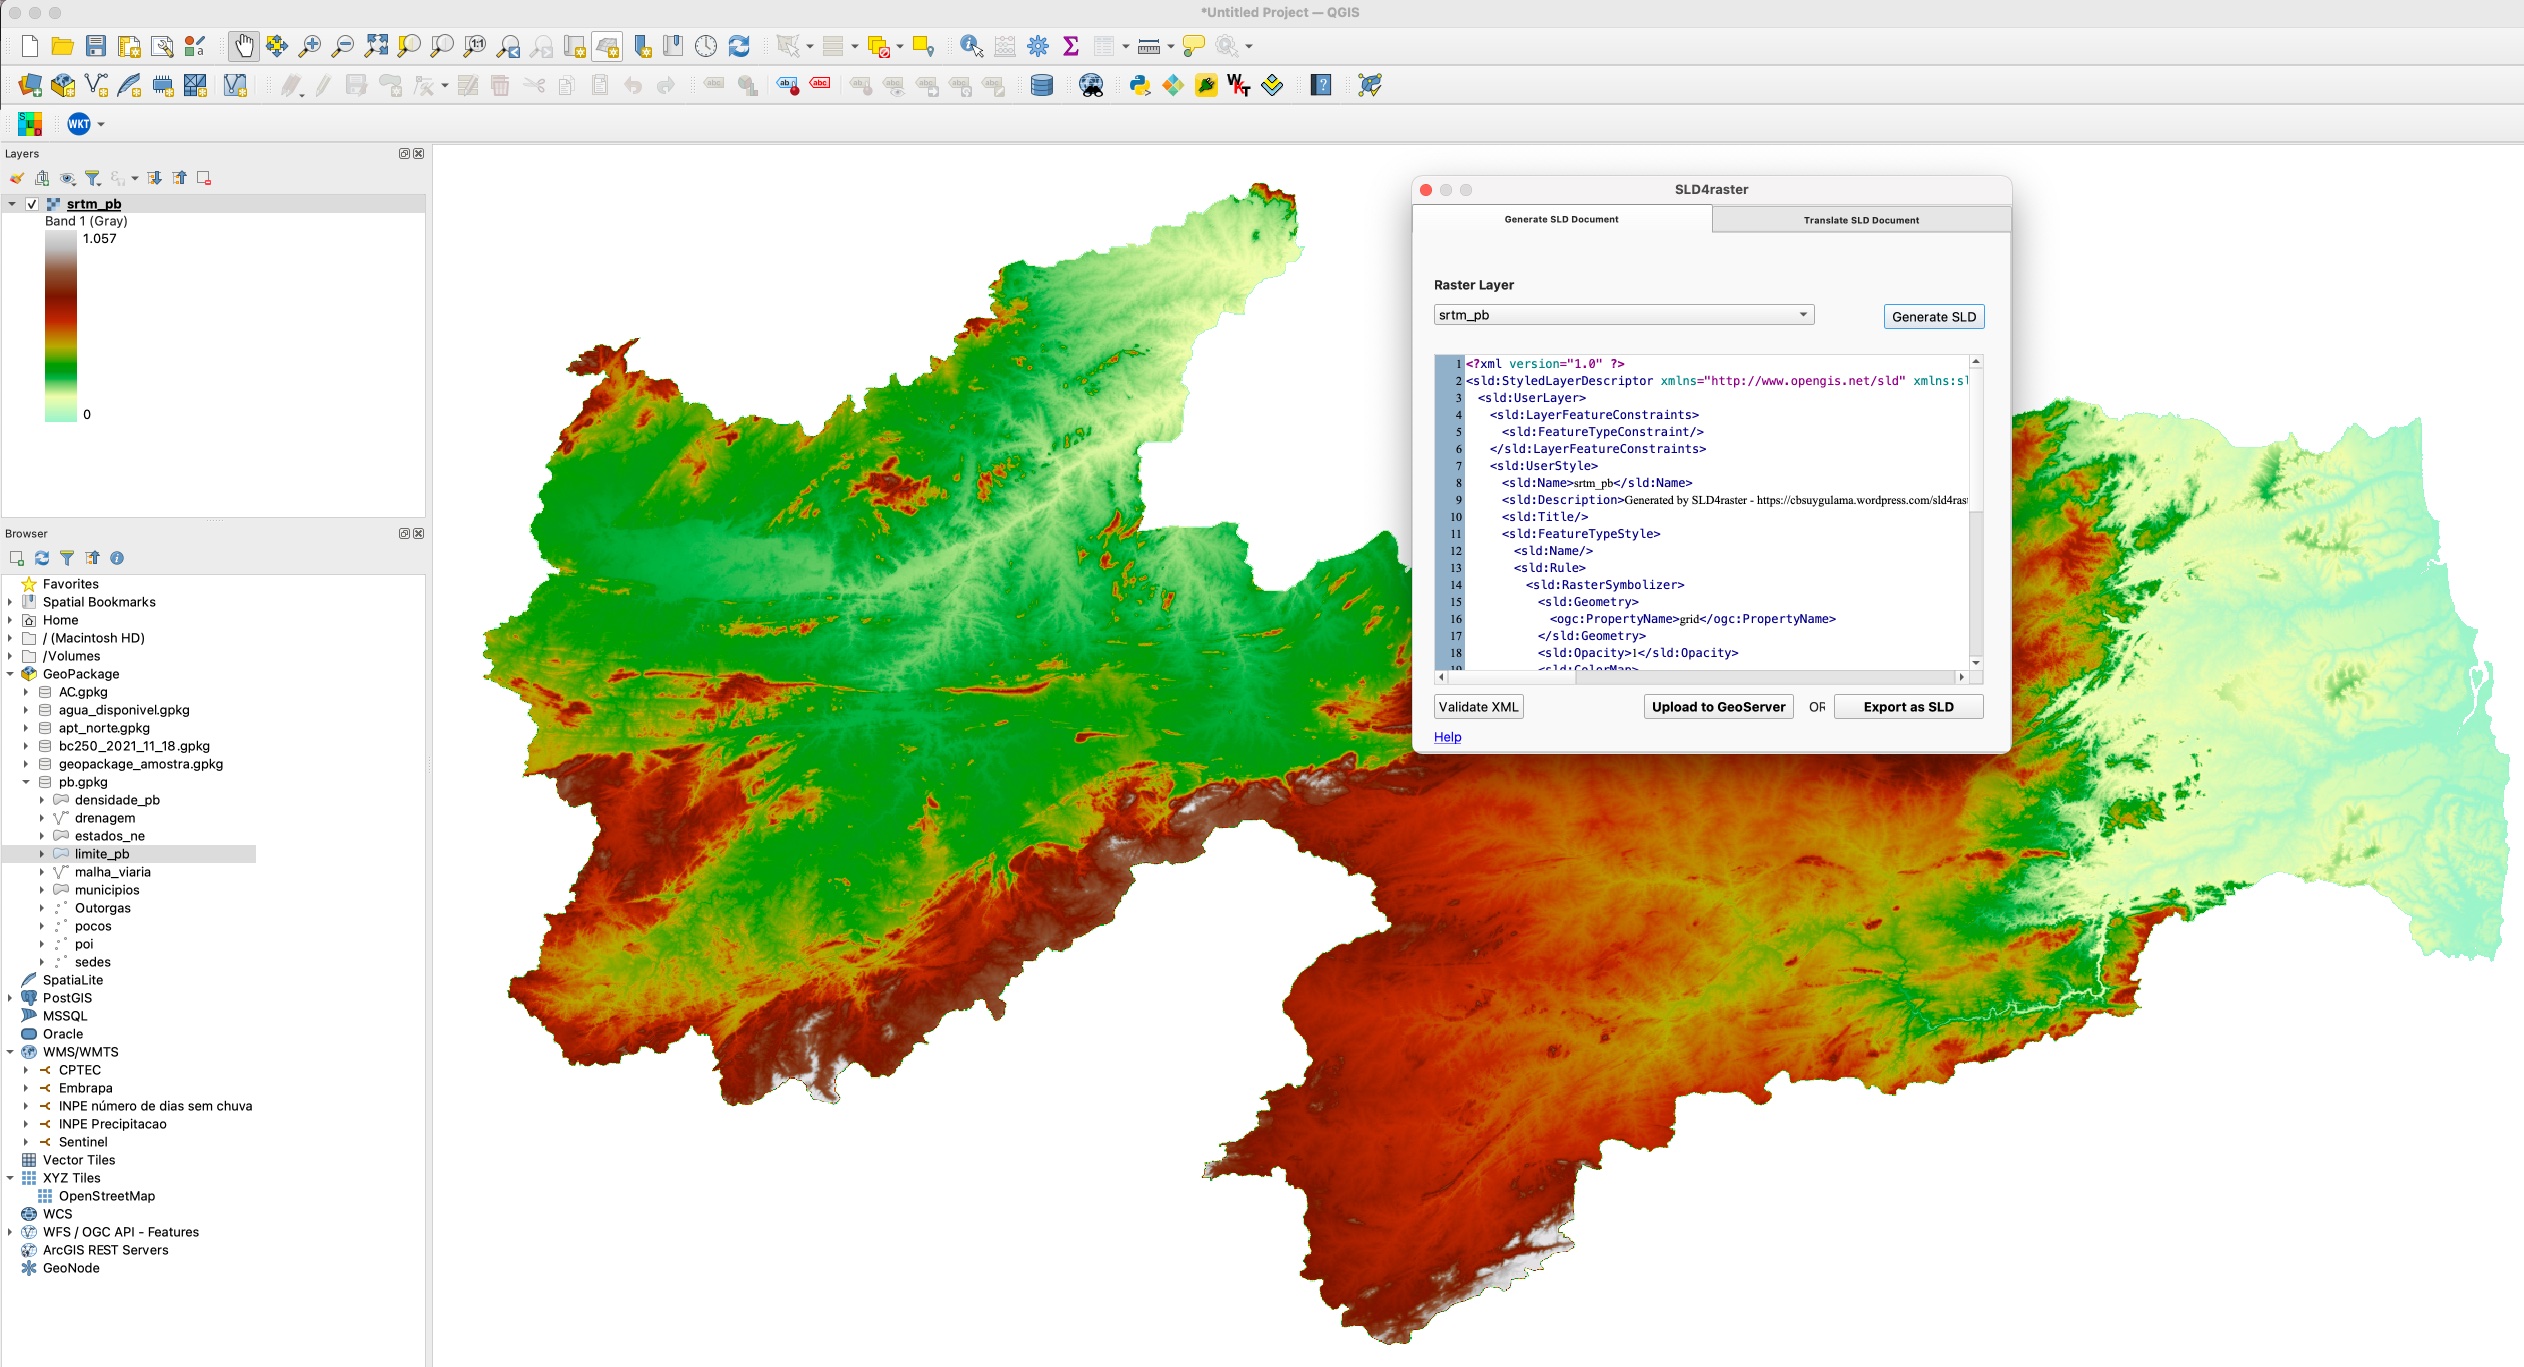 *Untitled Project — QGIS
Layers
srtm_pb
Band 1 (Gray)
1.057
0
Browser
Favorites
Spatial Bookmarks
Home
/ (Macintosh HD)
/Volumes
GeoPackage
AC.gpkg
agua_disponivel.gpkg
apt_norte.gpkg
bc250_2021_11_18.gpkg
geopackage_amostra.gpkg
pb.gpkg
densidade_pb
drenagem
estados_ne
limite_pb
malha_viaria
municipios
Outorgas
pocos
poi
sedes
SpatiaLite
PostGIS
MSSQL
Oracle
WMS/WMTS
CPTEC
Embrapa
INPE número de dias sem chuva
INPE Precipitacao
Sentinel
Vector Tiles
XYZ Tiles
OpenStreetMap
WCS
WFS / OGC API - Features
ArcGIS REST Servers
GeoNode
SLD4raster
Generate SLD Document
Translate SLD Document
Raster Layer
srtm_pb
Generate SLD
1 <?xml version="1.0" ?>
2 <sld:StyledLayerDescriptor xmlns="http://www.opengis.net/sld" xmlns:sl
3 <sld:UserLayer>
4 <sld:LayerFeatureConstraints>
5 <sld:FeatureTypeConstraint/>
6 </sld:LayerFeatureConstraints>
7 <sld:UserStyle>
8 <sld:Name>srtm_pb</sld:Name>
9 <sld:Description>Generated by SLD4raster - https://cbsuygulama.wordpress.com/sld4ras
10 <sld:Title/>
11 <sld:FeatureTypeStyle>
12 <sld:Name/>
13 <sld:Rule>
14 <sld:RasterSymbolizer>
15 <sld:Geometry>
16 <ogc:PropertyName>grid</ogc:PropertyName>
17 </sld:Geometry>
18 <sld:Opacity>1</sld:Opacity>
19 <sld:ColorMap>
Validate XML
Upload to GeoServer
OR
Export as SLD
Help